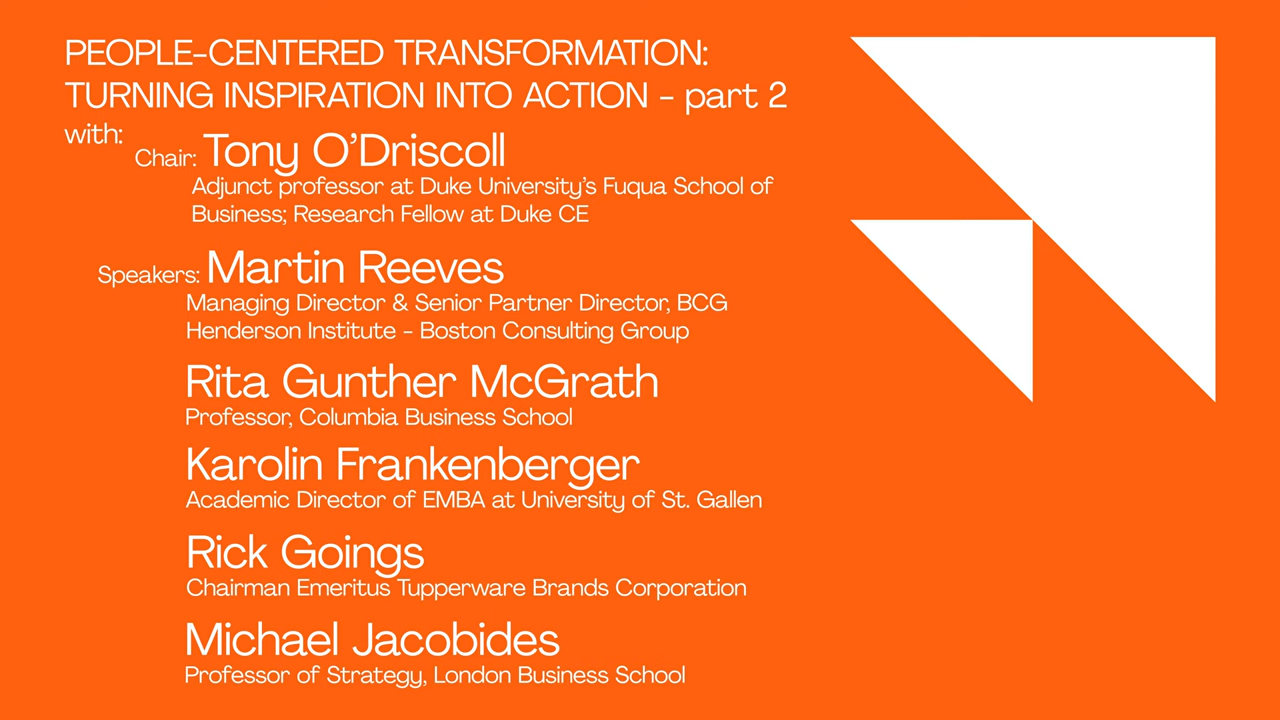 PEOPLE-CENTERED TRANSFORMATION:
TURNING INSPIRATION INTO ACTION - part 2
with:
Chair: Tony O’Driscoll
Adjunct professor at Duke University’s Fuqua School of
Business; Research Fellow at Duke CE
Speakers: Martin Reeves
Managing Director & Senior Partner Director, BCG
Henderson Institute - Boston Consulting Group
Rita Gunther McGrath
Professor, Columbia Business School
Karolin Frankenberger
Academic Director of EMBA at University of St. Gallen
Rick Goings
Chairman Emeritus Tupperware Brands Corporation
Michael Jacobides
Professor of Strategy, London Business School